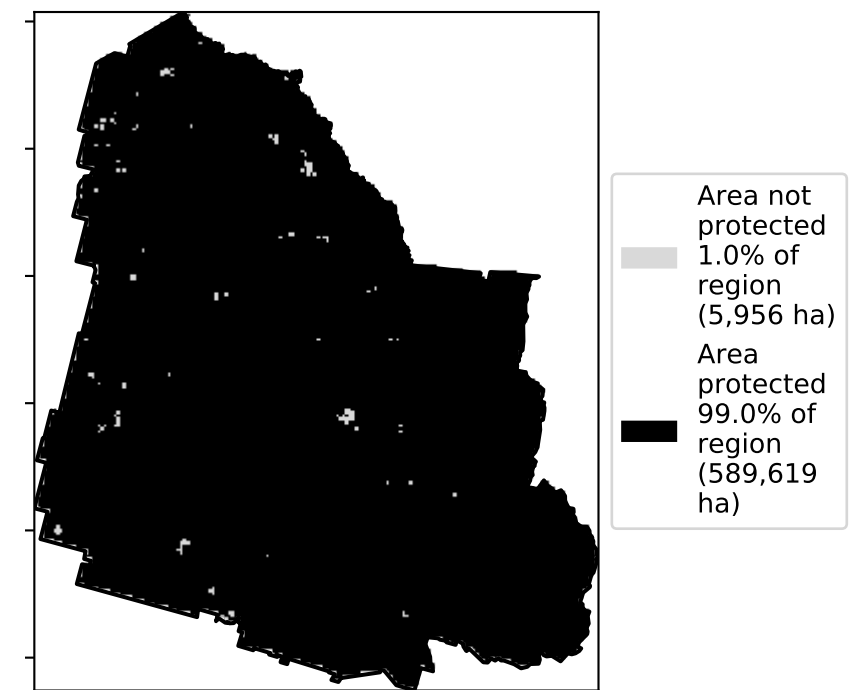 Area not
protected
1.0% of
region
(5,956 ha)
Area
protected
99.0% of
region
(589,619
ha)